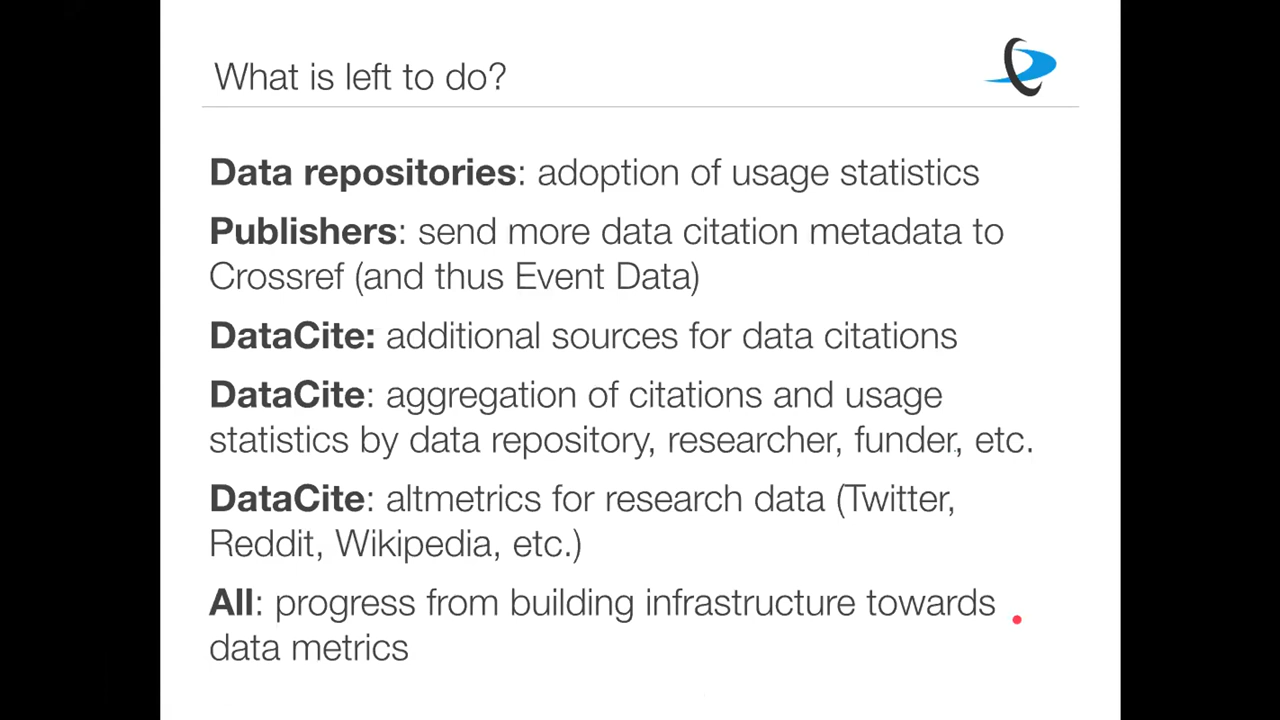 What is left to do?
Data repositories: adoption of usage statistics
Publishers: send more data citation metadata to
Crossref (and thus Event Data)
DataCite: additional sources for data citations
DataCite: aggregation of citations and usage
statistics by data repository, researcher, funder, etc.
DataCite: altmetrics for research data (Twitter,
Reddit, Wikipedia, etc.)
All: progress from building infrastructure towards
data metrics